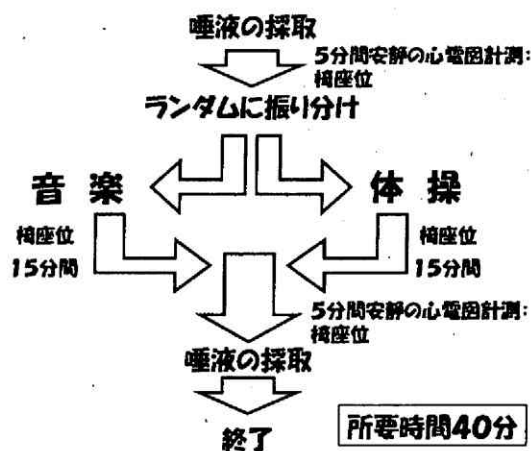 唾液の採取
5分間安静の心電図計測:
椅座位
ランダムに振り分け
音 楽
体 操
椅座位
15分間
椅座位
15分間
5分間安静の心電図計測:
椅座位
唾液の採取
終了
所要時間40分